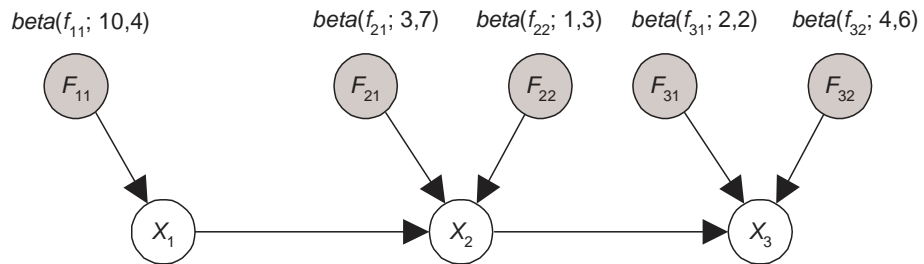 beta(f₁₁; 10,4) beta(f₂₁; 3,7) beta(f₂₂; 1,3) beta(f₃₁; 2,2) beta(f₃₂; 4,6)
F₁₁ F₂₁ F₂₂ F₃₁ F₃₂
X₁ X₂ X₃